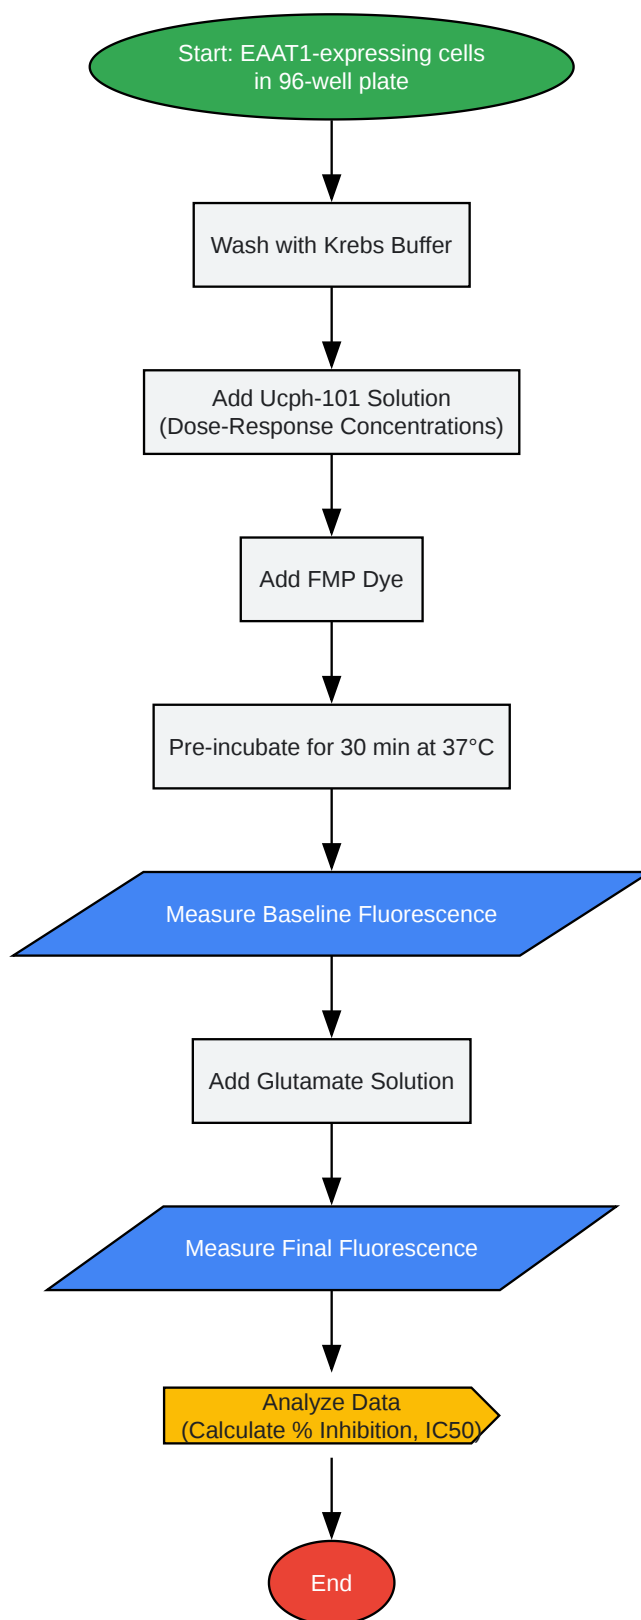 Start: EAAT1-expressing cells
in 96-well plate
Wash with Krebs Buffer
Add Ucph-101 Solution
(Dose-Response Concentrations)
Add FMP Dye
Pre-incubate for 30 min at 37°C
Measure Baseline Fluorescence
Add Glutamate Solution
Measure Final Fluorescence
Analyze Data
(Calculate % Inhibition, IC50)
End